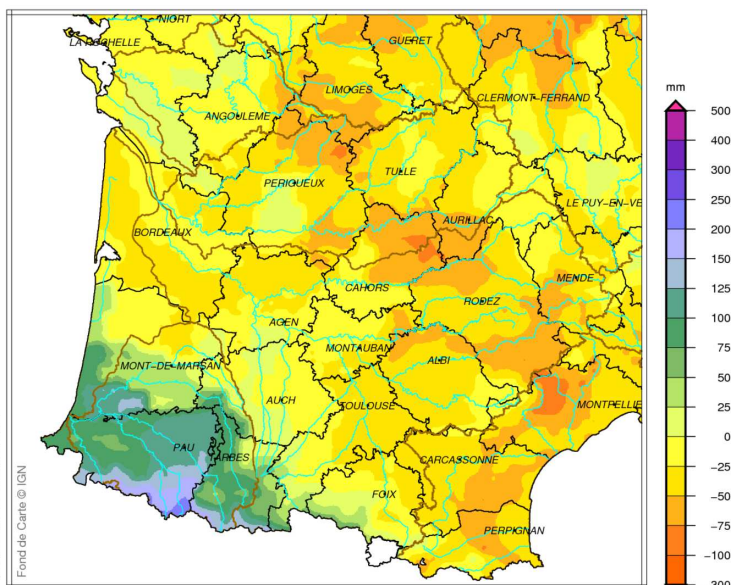 NIORT
LA ROCHELLE
GUERET
LIMOGES
CLERMONT-FERRAND
ANGOULEME
TULLE
PERIGUEUX
LE PUY-EN-VE
AURILLAC
BORDEAUX
MENDE
CAHORS
RODEZ
AGEN
MONTAUBAN
ALBI
MONT-DE-MARSAN
AUCH
TOULOUSE
MONTPELLIE
PAU
TARBES
CARCASSONNE
FOIX
PERPIGNAN
Fond de Carte © IGN
mm
500
400
300
250
200
150
125
100
75
50
25
0
-25
-50
-75
-100
-200